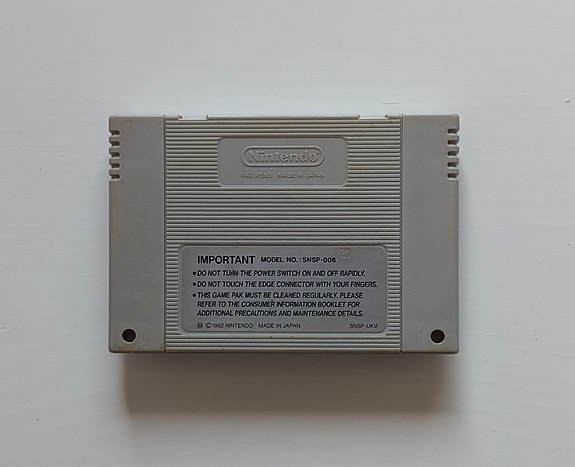 Nintendo
PAT. PEND. MADE IN JAPAN
IMPORTANT MODEL NO.: SNSP-006
• DO NOT TURN THE POWER SWITCH ON AND OFF RAPIDLY.
• DO NOT TOUCH THE EDGE CONNECTOR WITH YOUR FINGERS.
• THIS GAME PAK MUST BE CLEANED REGULARLY. PLEASE
REFER TO THE CONSUMER INFORMATION BOOKLET FOR
ADDITIONAL PRECAUTIONS AND MAINTENANCE DETAILS.
Ⓜ © 1992 NINTENDO MADE IN JAPAN SNSP-UKV